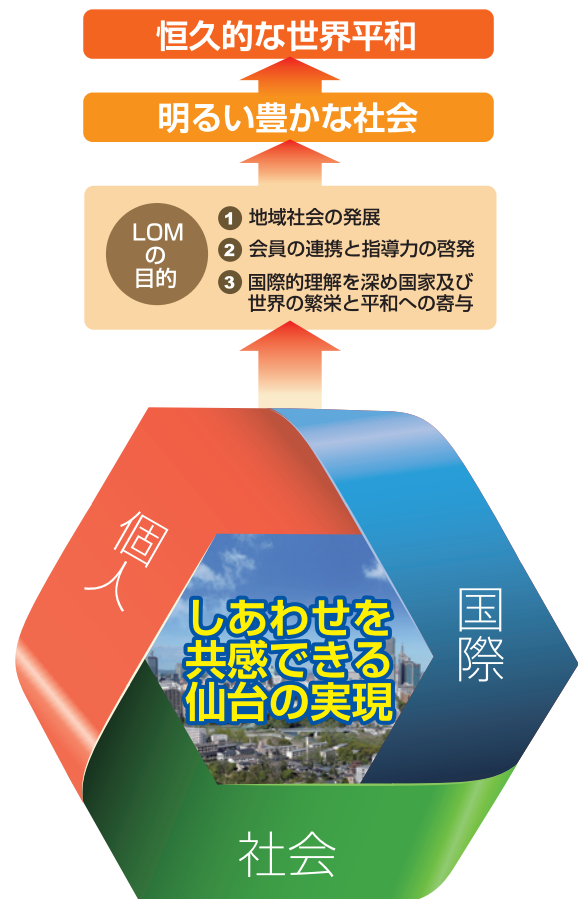 恒久的な世界平和
明るい豊かな社会
LOM
の
目的
1 地域社会の発展
2 会員の連携と指導力の啓発
3 国際的理解を深め国家及び
世界の繁栄と平和への寄与
個人
国際
しあわせを
共感できる
仙台の実現
社会